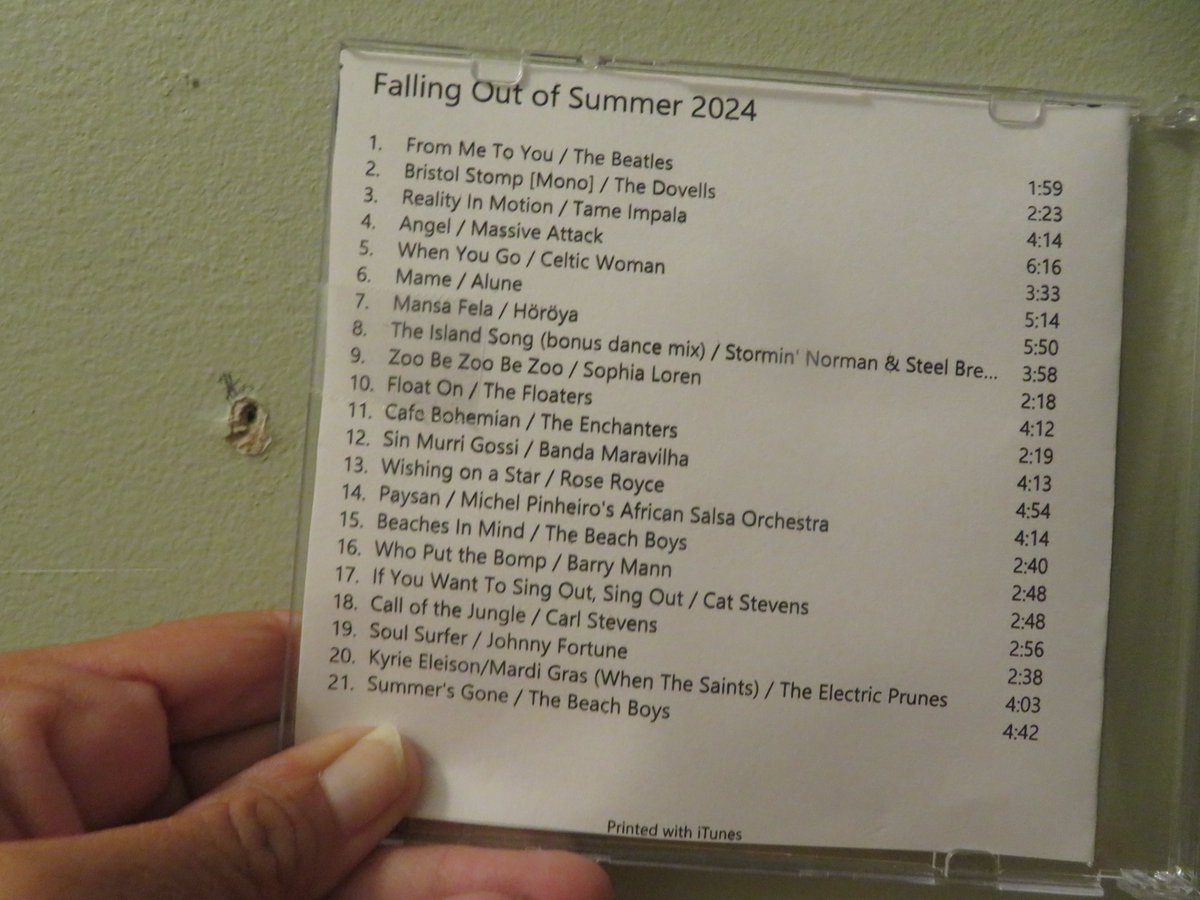 Falling Out of Summer 2024
1. From Me To You / The Beatles 1:59
2. Bristol Stomp [Mono] / The Dovells 2:23
3. Reality In Motion / Tame Impala 4:14
4. Angel / Massive Attack 6:16
5. When You Go / Celtic Woman 3:33
6. Mame / Alune 5:14
7. Mansa Fela / Höröya 5:50
8. The Island Song (bonus dance mix) / Stormin' Norman & Steel Bre... 3:58
9. Zoo Be Zoo Be Zoo / Sophia Loren 2:18
10. Float On / The Floaters 4:12
11. Cafe Bohemian / The Enchanters 2:19
12. Sin Murri Gossi / Banda Maravilha 4:13
13. Wishing on a Star / Rose Royce 4:54
14. Paysan / Michel Pinheiro's African Salsa Orchestra 4:14
15. Beaches In Mind / The Beach Boys 2:40
16. Who Put the Bomp / Barry Mann 2:48
17. If You Want To Sing Out, Sing Out / Cat Stevens 2:48
18. Call of the Jungle / Carl Stevens 2:56
19. Soul Surfer / Johnny Fortune 2:38
20. Kyrie Eleison/Mardi Gras (When The Saints) / The Electric Prunes 4:03
21. Summer's Gone / The Beach Boys 4:42
Printed with iTunes